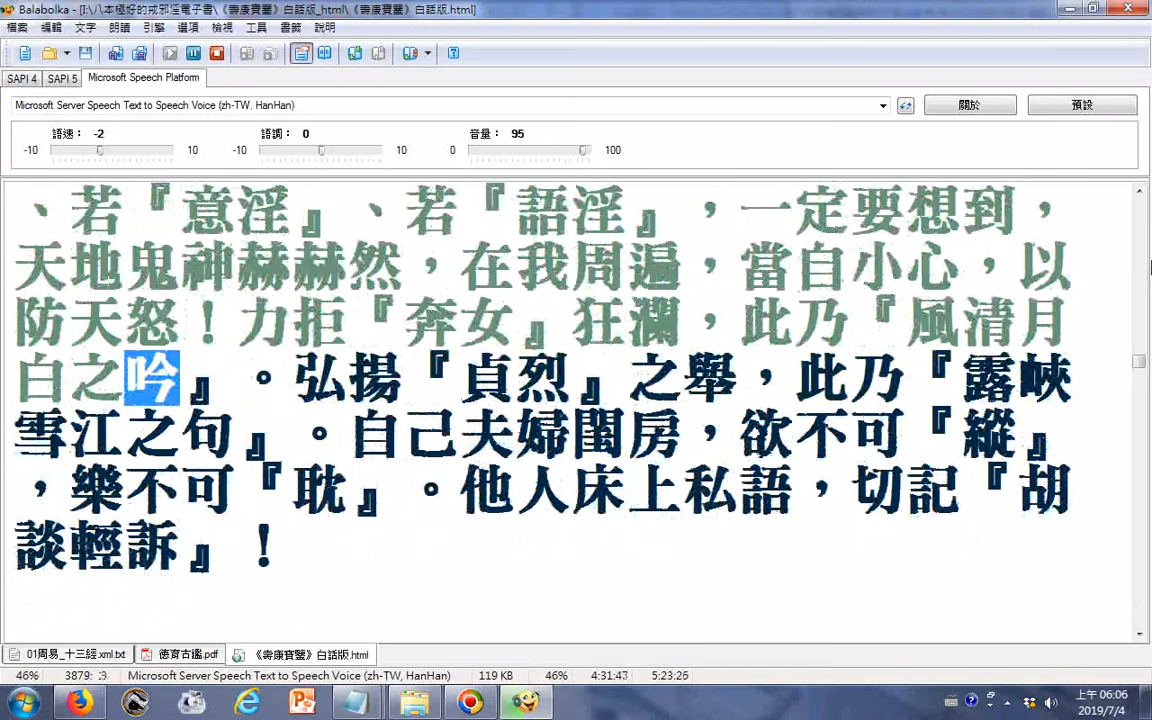 Balabolka - [I:\八本極好的戒邪淫電子書\《壽康寶鑒》白話版_html\《壽康寶鑒》白話版.html]
檔案 編輯 文字 朗讀 引擎 選項 檢視 工具 書籤 說明
SAPI 4 SAPI 5 Microsoft Speech Platform
Microsoft Server Speech Text to Speech Voice (zh-TW, HanHan) 關於 預設
語速： -2 語調： 0 音量： 95
-10 10 -10 10 0 100
、若『意淫』、若『語淫』，一定要想到，
天地鬼神赫赫然，在我周遍，當自小心，以
防天怒！力拒『奔女』狂瀾，此乃『風清月
白之吟』。弘揚『貞烈』之舉，此乃『露峽
雪江之句』。自己夫婦閨房，欲不可『縱』
，樂不可『耽』。他人床上私語，切記『胡
談輕訴』！
01周易_十三經.xml.txt 德育古鑑.pdf 《壽康寶鑒》白話版.html
46% Microsoft Server Speech Text to Speech Voice (zh-TW, HanHan) 119 KB 46% 4:31:43 5:23:26
上午 06:06
2019/7/4